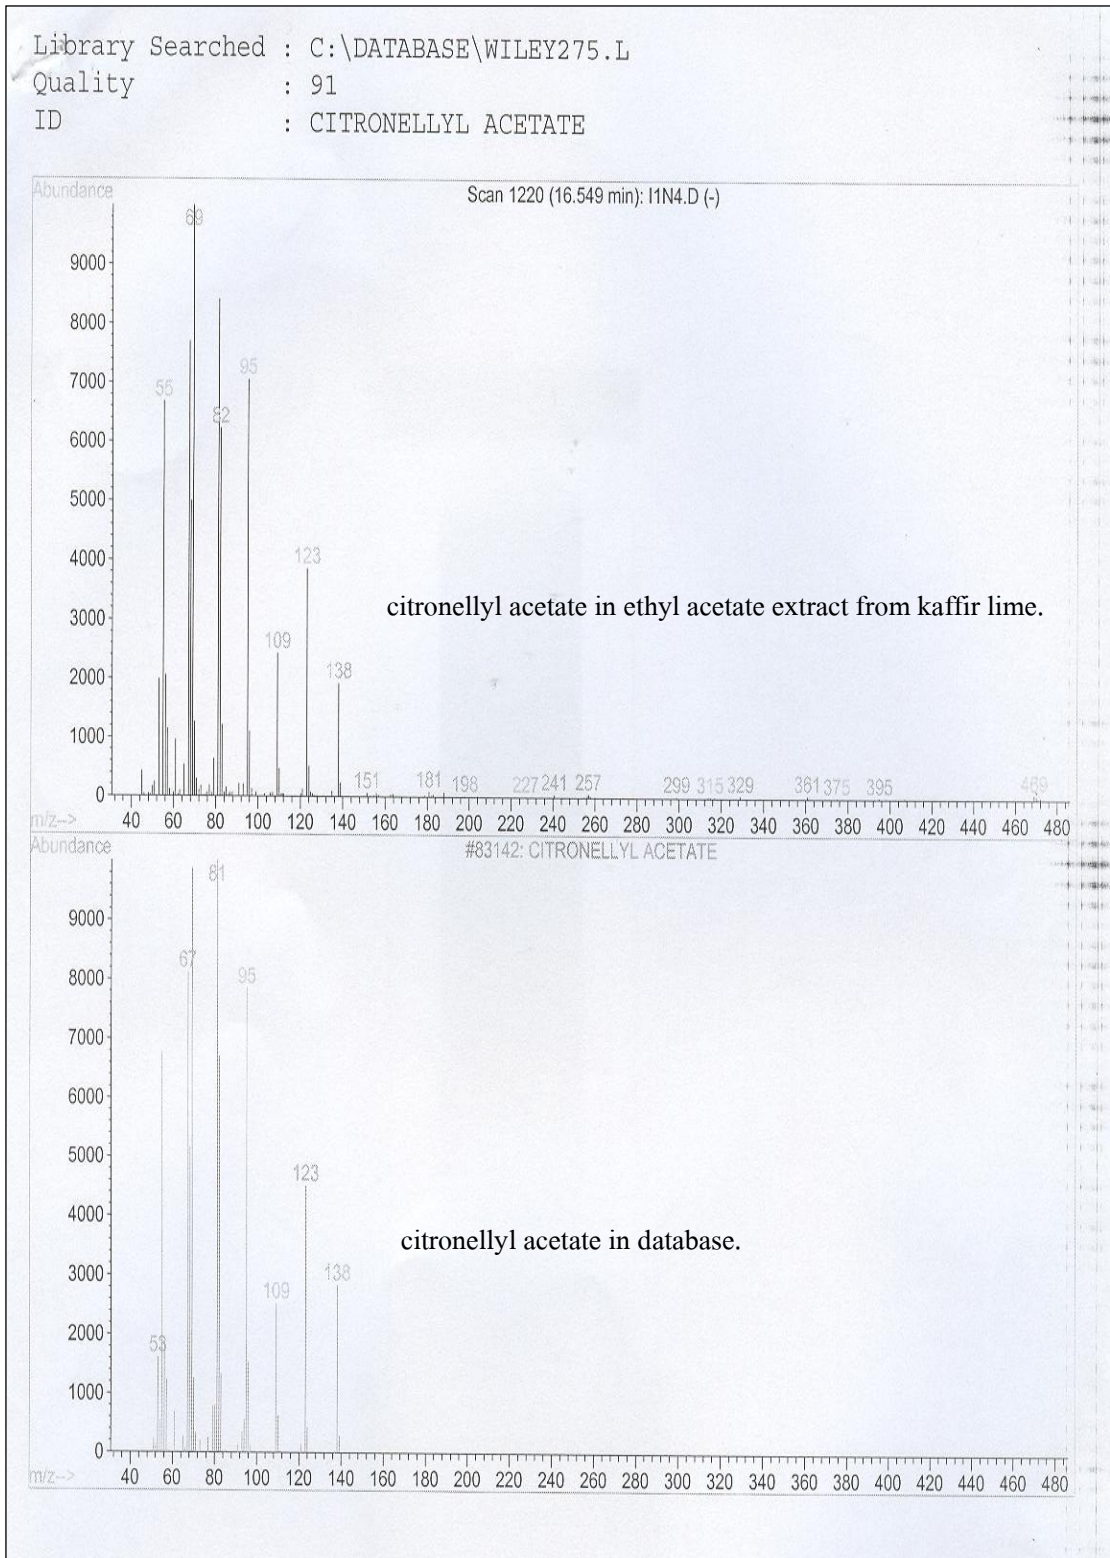 Library Searched : C:\DATABASE\WILEY275.L
Quality : 91
ID : CITRONELLYL ACETATE
Abundance
Scan 1220 (16.549 min): I1N4.D (-)
69
9000
8000
7000
95
55
82
6000
5000
4000
123
citronellyl acetate in ethyl acetate extract from kaffir lime.
3000
109
138
2000
1000
151 181 198 227 241 257 299 315 329 361 375 395 469
0
m/z--> 40 60 80 100 120 140 160 180 200 220 240 260 280 300 320 340 360 380 400 420 440 460 480
Abundance
#83142: CITRONELLYL ACETATE
81
9000
67
95
8000
7000
6000
5000
123
4000
citronellyl acetate in database.
3000
138
109
2000
53
1000
0
m/z--> 40 60 80 100 120 140 160 180 200 220 240 260 280 300 320 340 360 380 400 420 440 460 480